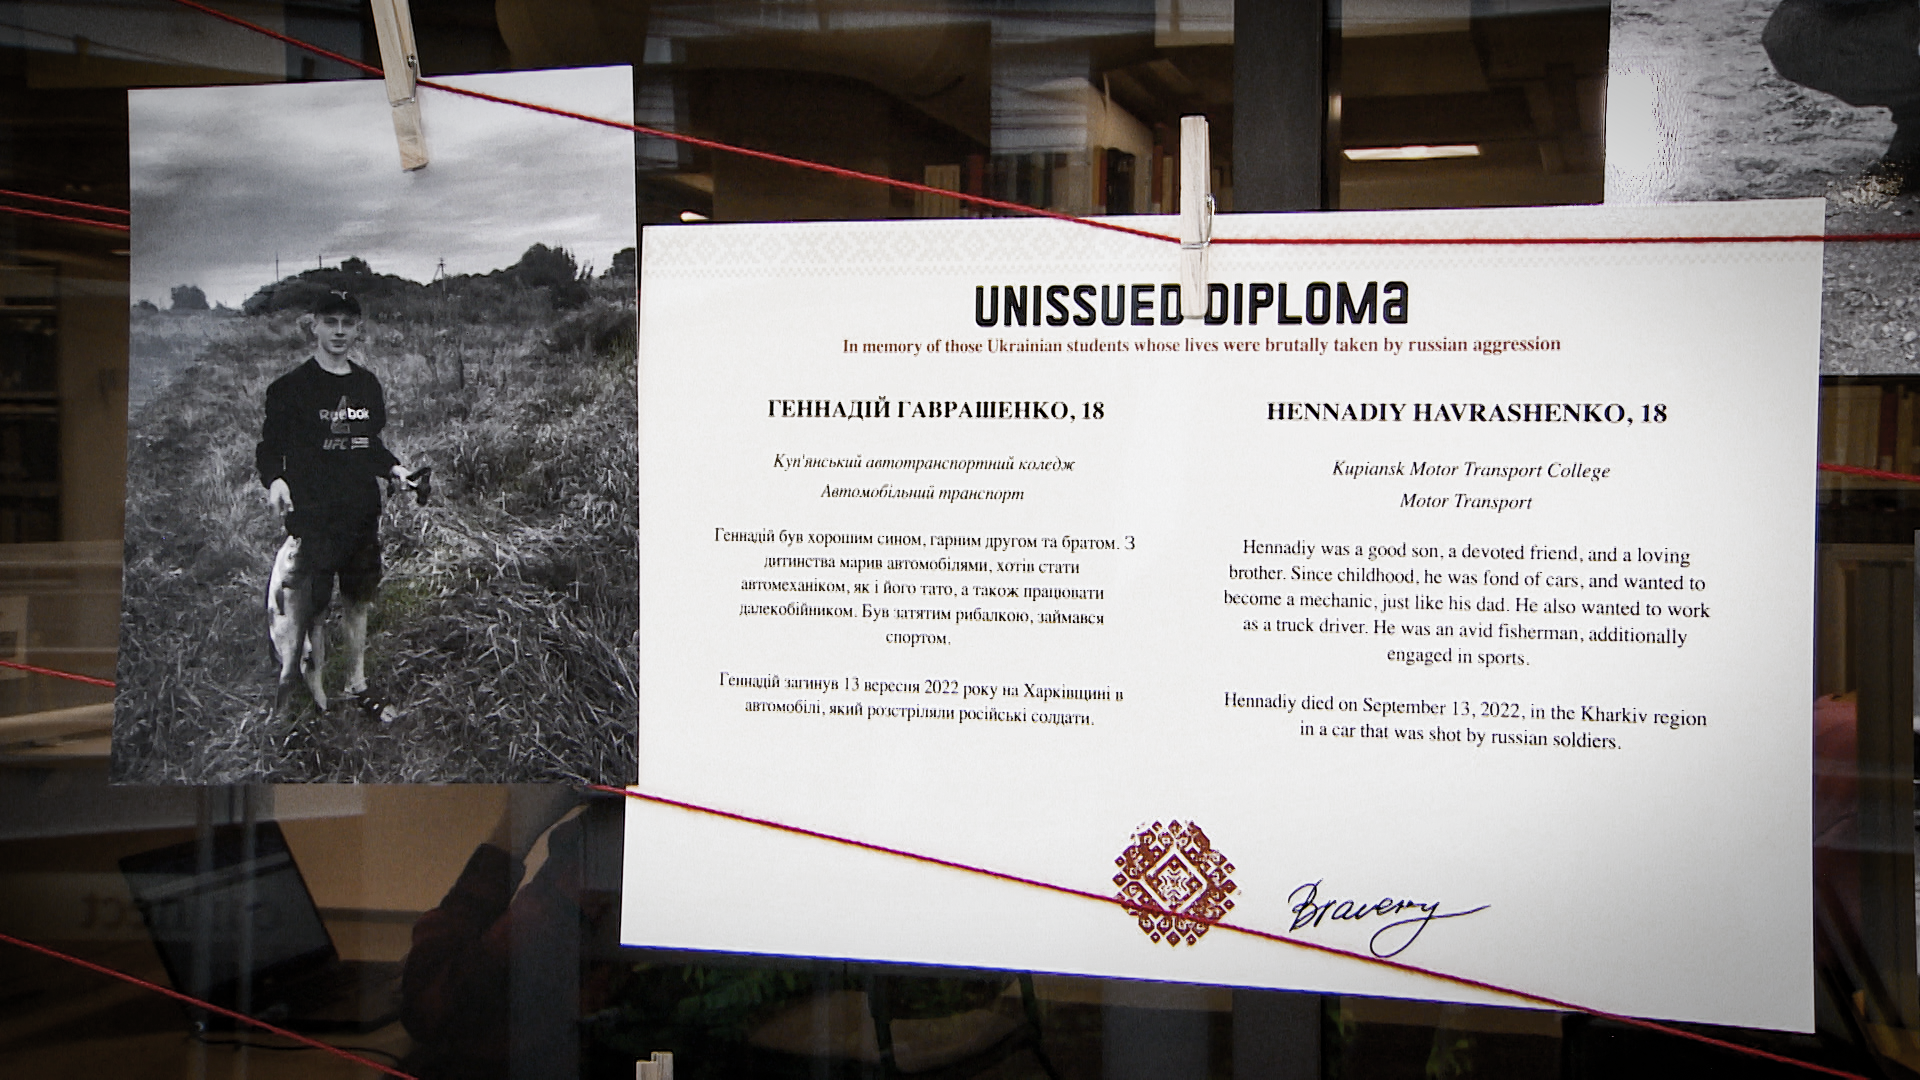 Reebok
UFC
UNISSUED DIPLOMA
In memory of those Ukrainian students whose lives were brutally taken by russian aggression
ГЕННАДІЙ ГАВРАШЕНКО, 18
Куп'янський автотранспортний коледж
Автомобільний транспорт
Геннадій був хорошим сином, гарним другом та братом. З
дитинства марив автомобілями, хотів стати
автомеханіком, як і його тато, а також працювати
далекобійником. Був затятим рибалкою, займався
спортом.
Геннадій загинув 13 вересня 2022 року на Харківщині в
автомобілі, який розстріляли російські солдати.
HENNADIY HAVRASHENKO, 18
Kupiansk Motor Transport College
Motor Transport
Hennadiy was a good son, a devoted friend, and a loving
brother. Since childhood, he was fond of cars, and wanted to
become a mechanic, just like his dad. He also wanted to work
as a truck driver. He was an avid fisherman, additionally
engaged in sports.
Hennadiy died on September 13, 2022, in the Kharkiv region
in a car that was shot by russian soldiers.
Bravery